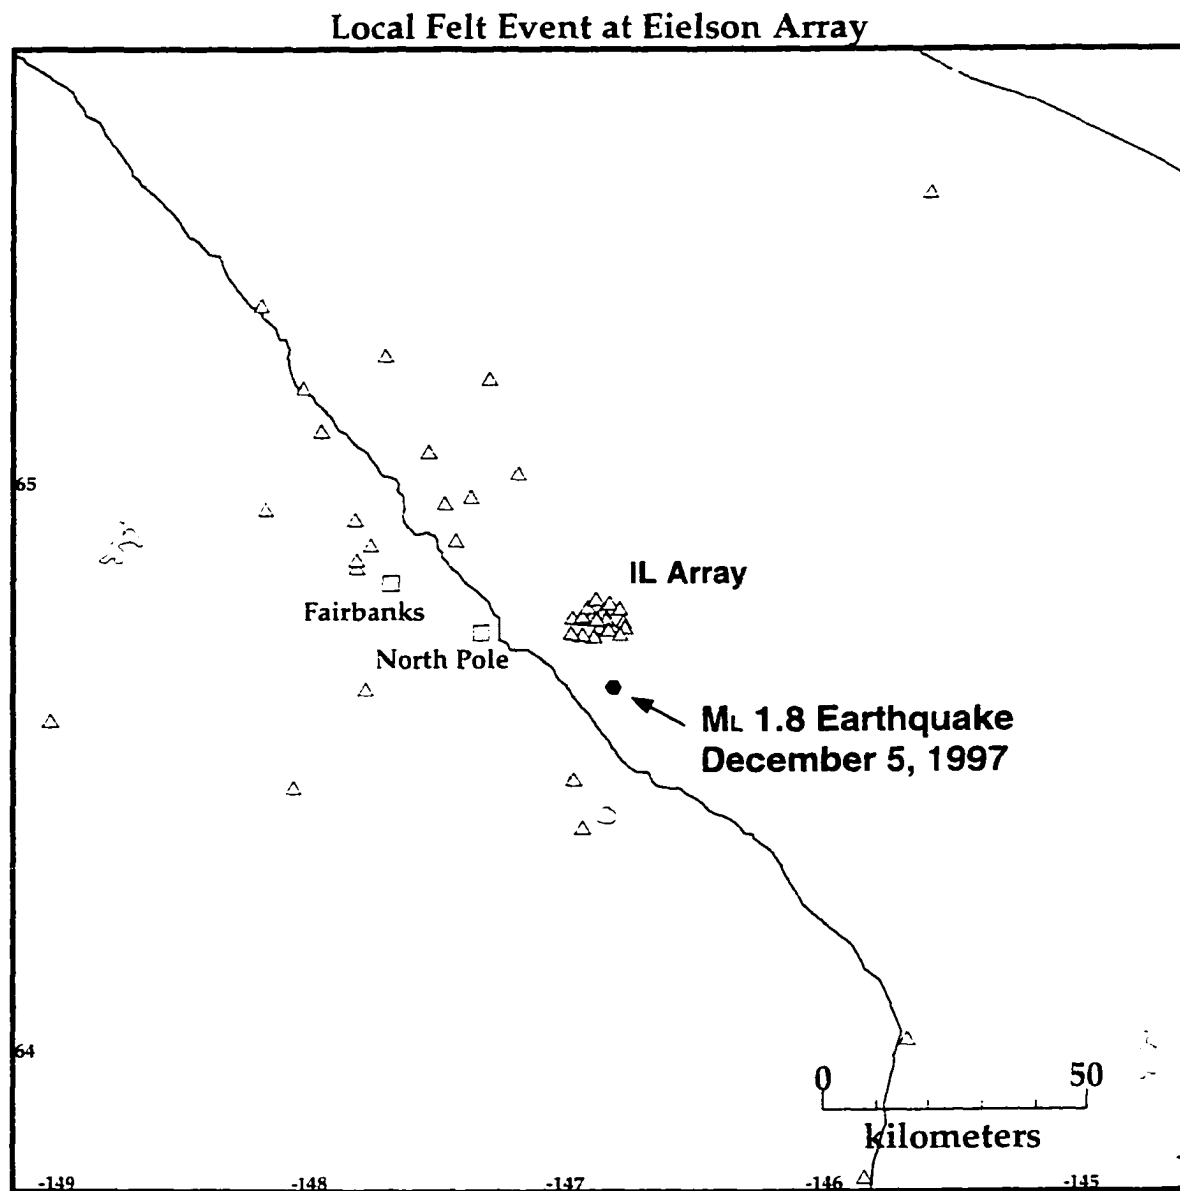 Local Felt Event at Eielson Array
65
IL Array
Fairbanks
North Pole
ML 1.8 Earthquake
December 5, 1997
64
0 50
kilometers
-149 -148 -147 -146 -145